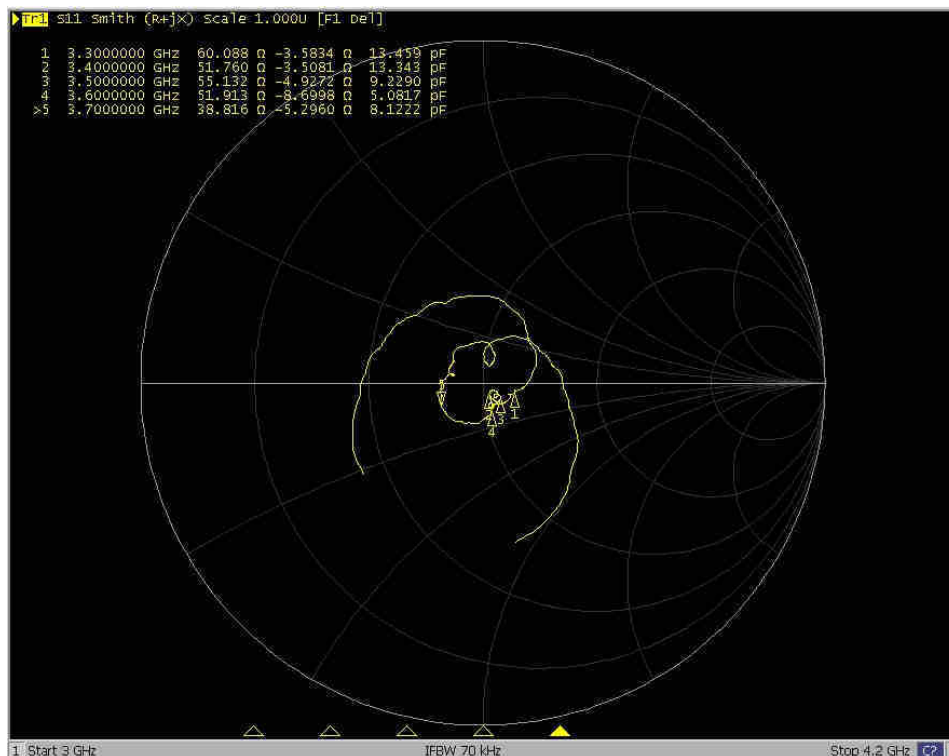 Tr1 S11 Smith (R+jX) Scale 1.000U [F1 Del]
1 3.3000000 GHz 60.088 Ω -3.5834 Ω 13.459 pF
2 3.4000000 GHz 51.760 Ω -3.5081 Ω 13.343 pF
3 3.5000000 GHz 55.132 Ω -4.9272 Ω 9.2290 pF
4 3.6000000 GHz 51.913 Ω -8.6998 Ω 5.0817 pF
>5 3.7000000 GHz 38.816 Ω -5.2960 Ω 8.1222 pF
3
1
4
1 Start 3 GHz IFBW 70 kHz Stop 4.2 GHz C?